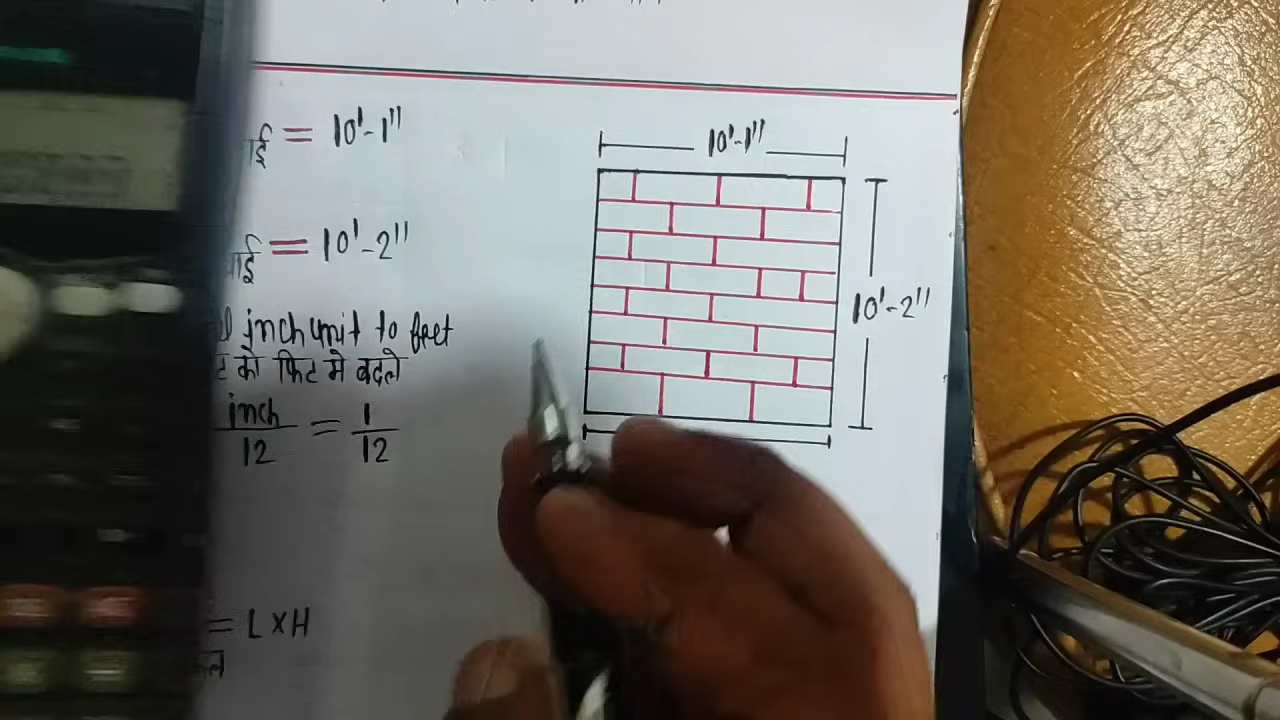 = 10'-1"
= 10'-2"
inch unit to feet
को फिट मे बदले
inch/12 = 1/12
= L×H
10'-1"
10'-2"